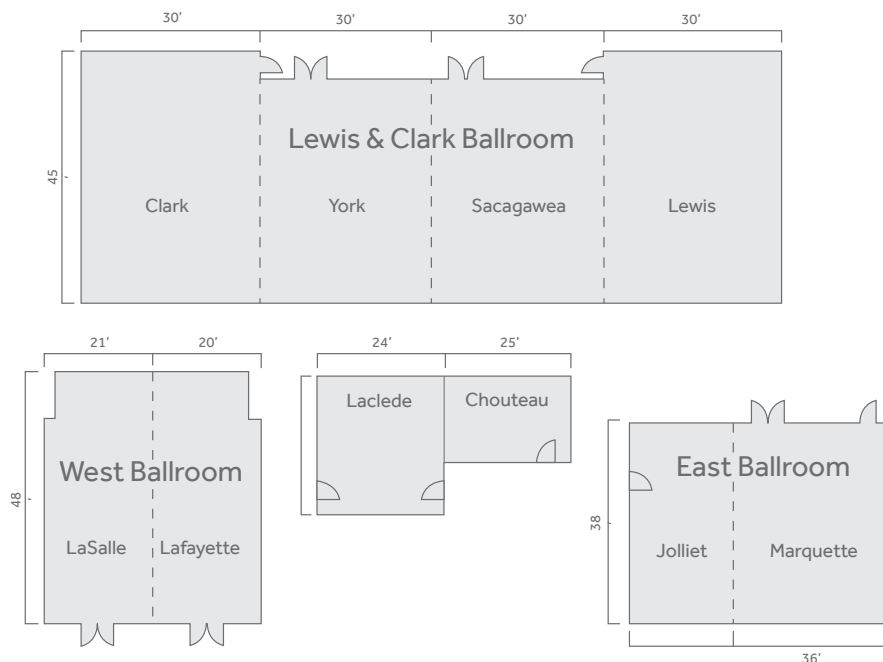 30’ 30’ 30’ 30’
45’
Lewis & Clark Ballroom
Clark York Sacagawea Lewis
21’ 20’
48’
West Ballroom
LaSalle Lafayette
24’ 25’
Laclede Chouteau
38’
East Ballroom
Jolliet Marquette
36’